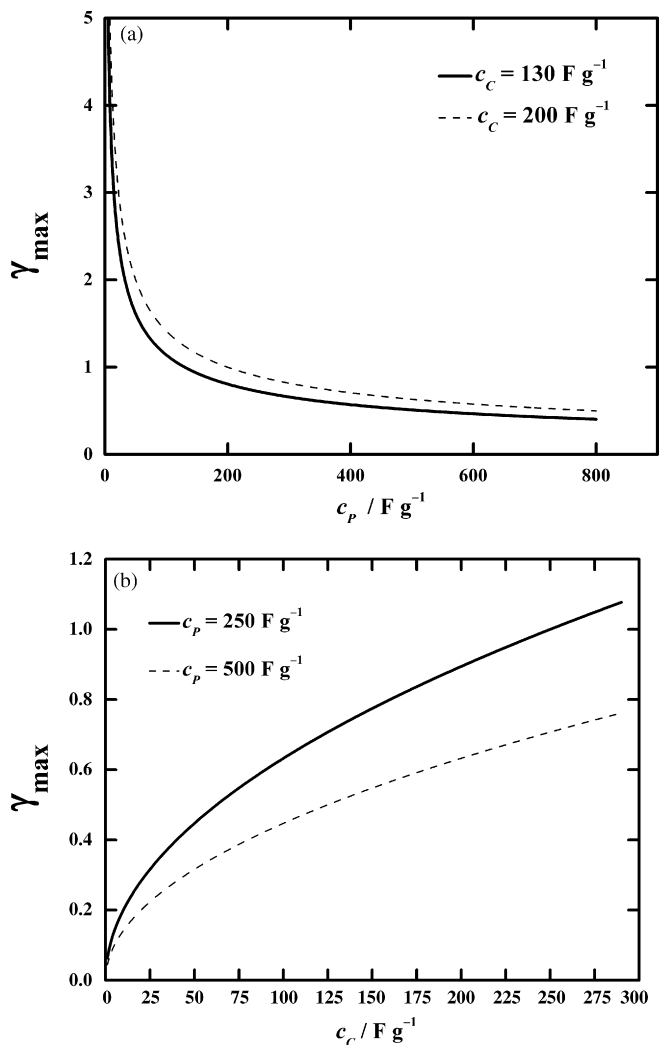 5
(a)
c_C = 130 F g⁻¹
4
c_C = 200 F g⁻¹
3
γmax
2
1
0
0 200 400 600 800
c_P / F g⁻¹
1.2
(b)
c_P = 250 F g⁻¹
1.0
c_P = 500 F g⁻¹
0.8
γmax
0.6
0.4
0.2
0.0
0 25 50 75 100 125 150 175 200 225 250 275 300
c_C / F g⁻¹